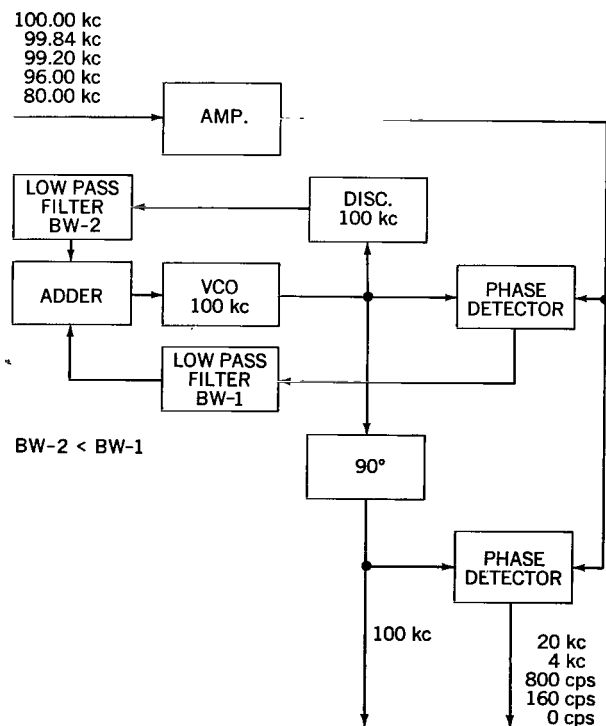 100.00 kc
99.84 kc
99.20 kc
96.00 kc
80.00 kc
AMP.
LOW PASS
FILTER
BW-2
DISC.
100 kc
ADDER
VCO
100 kc
PHASE
DETECTOR
LOW PASS
FILTER
BW-1
BW-2 < BW-1
90°
PHASE
DETECTOR
100 kc
20 kc
4 kc
800 cps
160 cps
0 cps